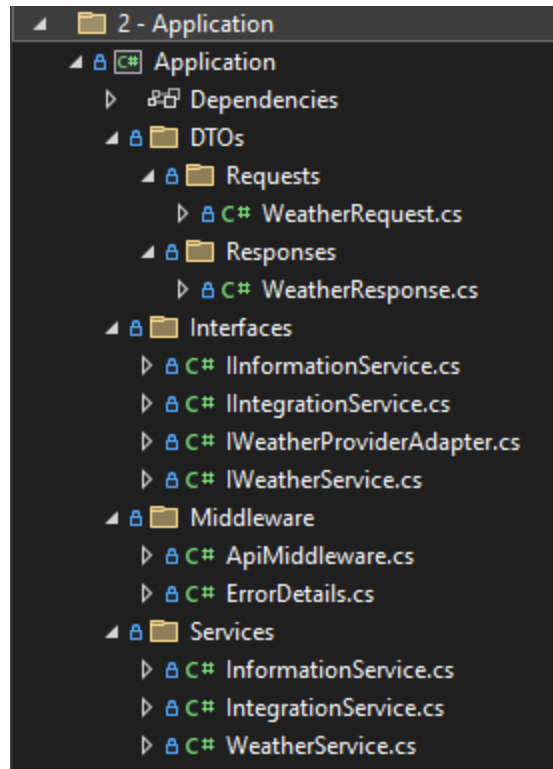 2 - Application
C# Application
Dependencies
DTOs
Requests
C# WeatherRequest.cs
Responses
C# WeatherResponse.cs
Interfaces
C# IInformationService.cs
C# IIntegrationService.cs
C# IWeatherProviderAdapter.cs
C# IWeatherService.cs
Middleware
C# ApiMiddleware.cs
C# ErrorDetails.cs
Services
C# InformationService.cs
C# IntegrationService.cs
C# WeatherService.cs